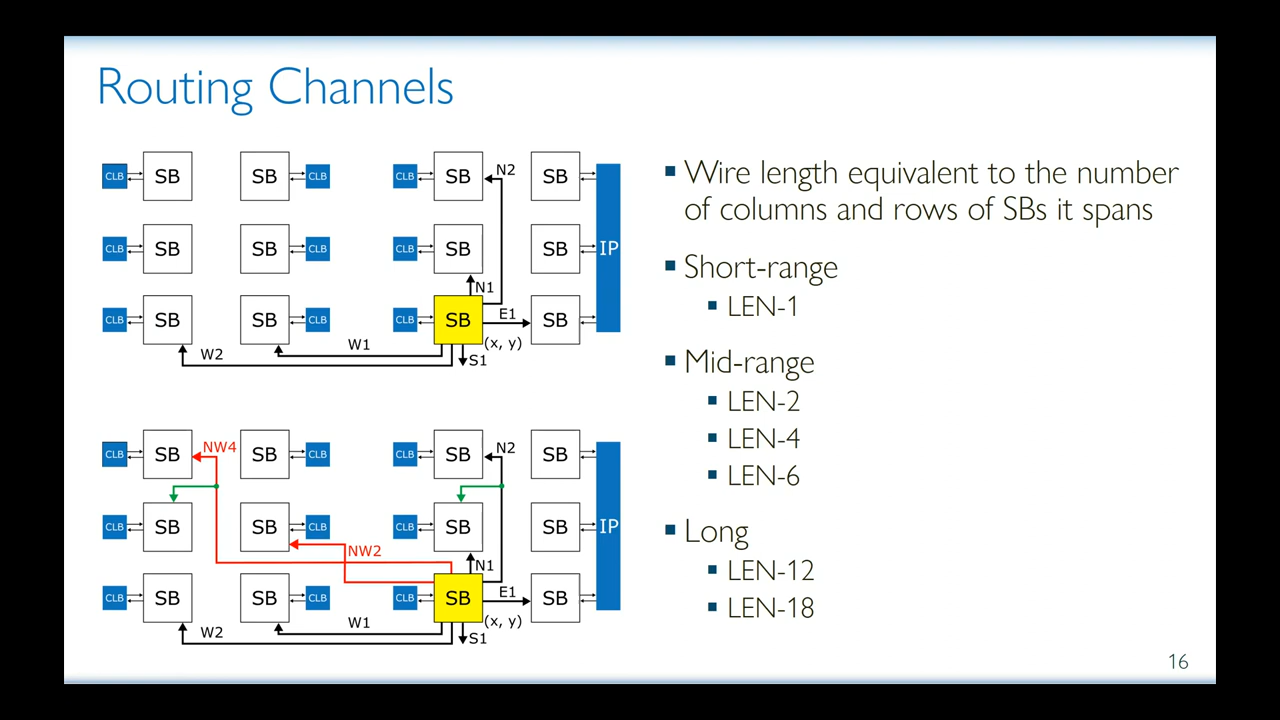 Routing Channels
CLB SB SB CLB CLB SB N2 SB
CLB SB SB CLB CLB SB SB IP
N1
CLB SB SB CLB CLB SB E1 SB
W2 W1 (x, y)
S1
CLB SB NW4 SB CLB CLB SB N2 SB
CLB SB SB CLB CLB SB SB IP
NW2 N1
CLB SB SB CLB CLB SB E1 SB
W2 W1 (x, y)
S1
Wire length equivalent to the number
of columns and rows of SBs it spans
Short-range
LEN-1
Mid-range
LEN-2
LEN-4
LEN-6
Long
LEN-12
LEN-18
16